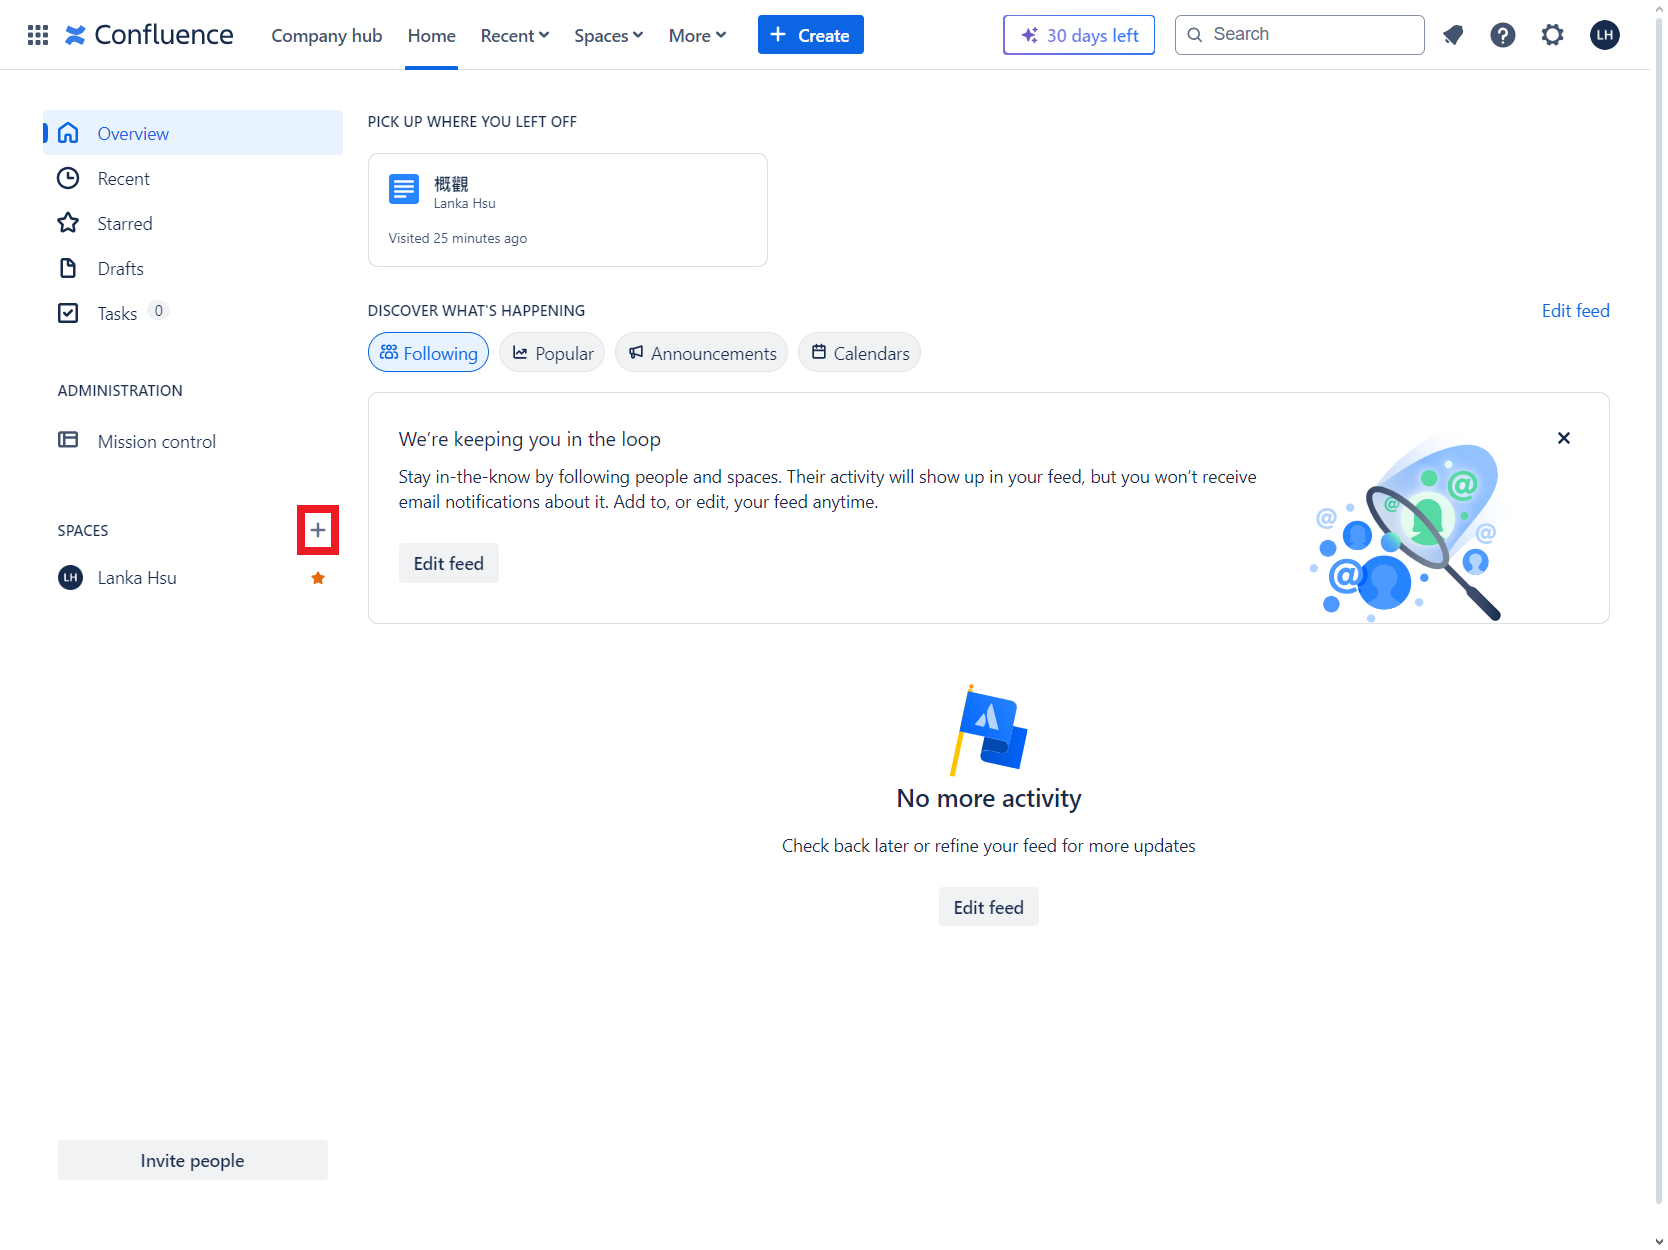 Confluence
Company hub
Home
Recent
Spaces
More
Create
30 days left
Search
LH
Overview
Recent
Starred
Drafts
Tasks 0
ADMINISTRATION
Mission control
SPACES
LH Lanka Hsu
Invite people
PICK UP WHERE YOU LEFT OFF
概觀
Lanka Hsu
Visited 25 minutes ago
DISCOVER WHAT'S HAPPENING
Edit feed
Following
Popular
Announcements
Calendars
We’re keeping you in the loop
Stay in-the-know by following people and spaces. Their activity will show up in your feed, but you won’t receive
email notifications about it. Add to, or edit, your feed anytime.
Edit feed
No more activity
Check back later or refine your feed for more updates
Edit feed